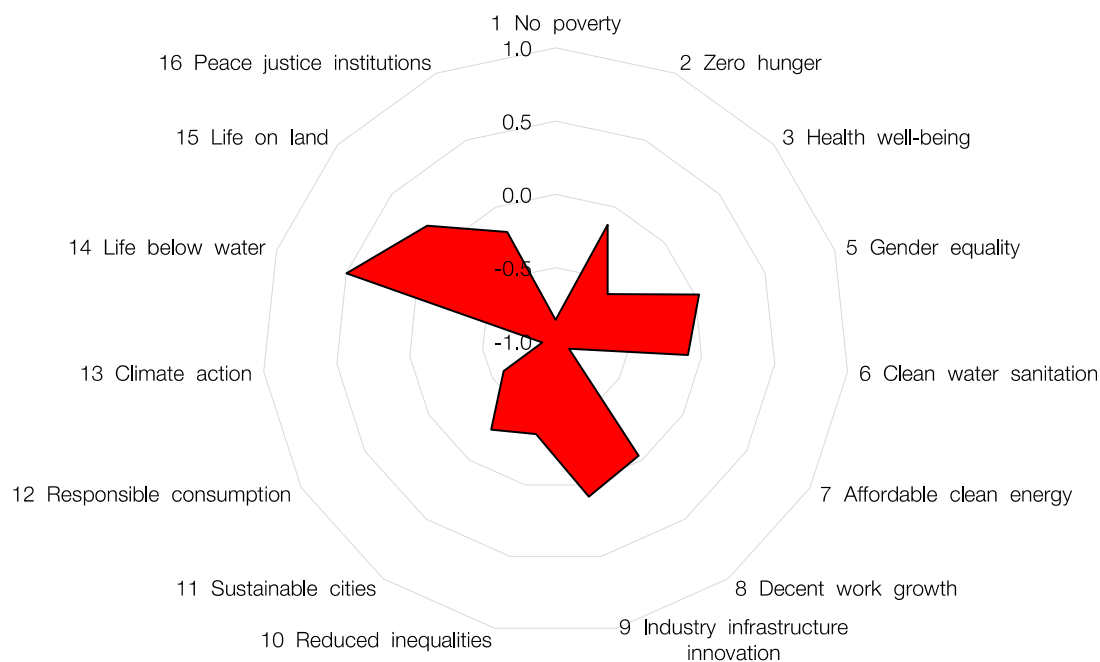 1 No poverty
1.0
16 Peace justice institutions
2 Zero hunger
0.5
15 Life on land
3 Health well-being
0.0
14 Life below water
5 Gender equality
-0.5
-1.0
13 Climate action
6 Clean water sanitation
12 Responsible consumption
7 Affordable clean energy
11 Sustainable cities
8 Decent work growth
10 Reduced inequalities
9 Industry infrastructure
innovation